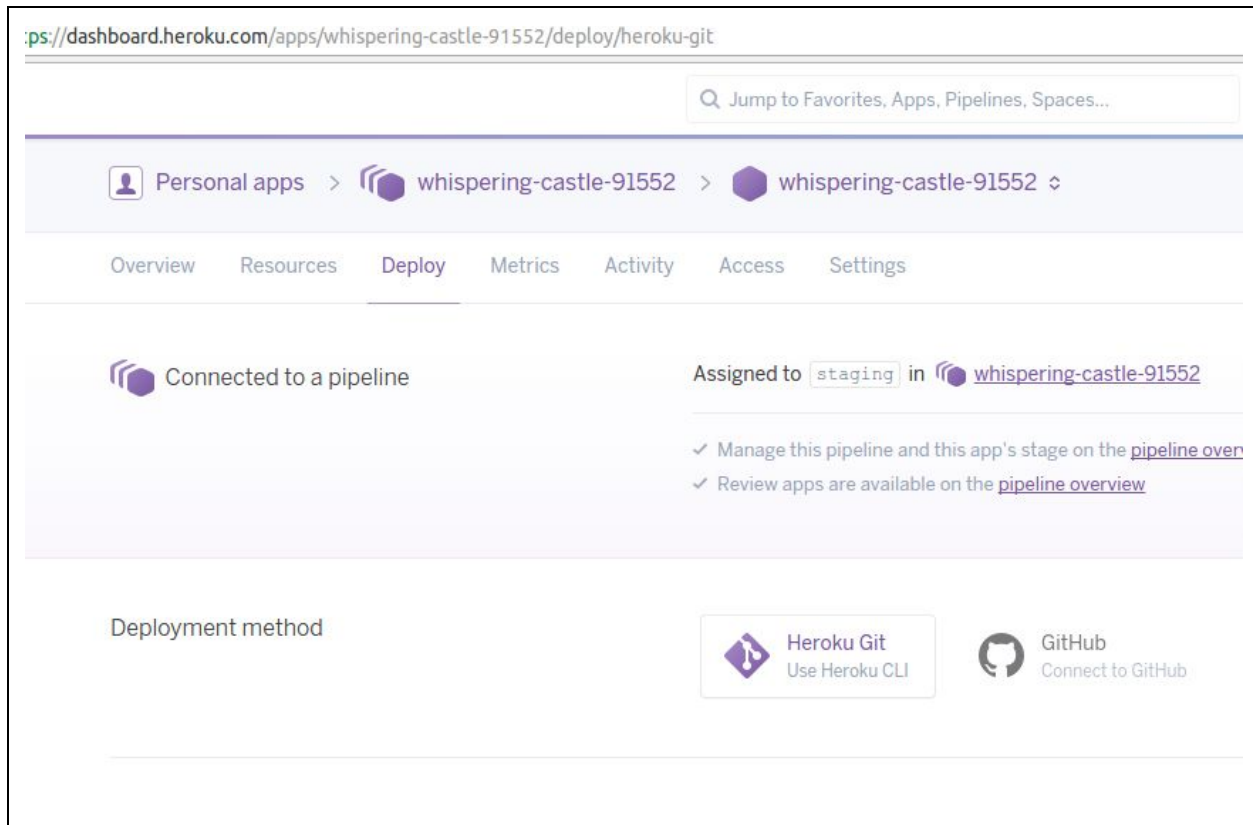 ps://dashboard.heroku.com/apps/whispering-castle-91552/deploy/heroku-git
Jump to Favorites, Apps, Pipelines, Spaces...
Personal apps > whispering-castle-91552 > whispering-castle-91552
Overview Resources Deploy Metrics Activity Access Settings
Connected to a pipeline
Assigned to staging in whispering-castle-91552
Manage this pipeline and this app's stage on the pipeline
Review apps are available on the pipeline overview
Deployment method
Heroku Git
Use Heroku CLI
GitHub
Connect to GitHub